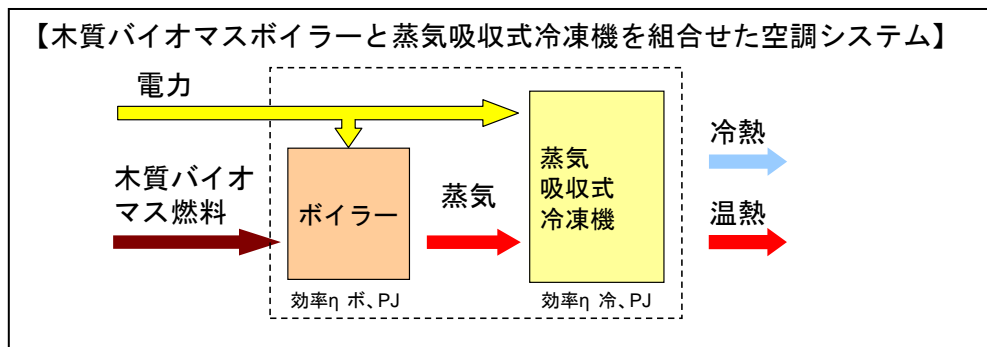 【木質バイオマスボイラーと蒸気吸収式冷凍機を組合せた空調システム】
電力
木質バイオ
マス燃料
ボイラー
効率η ボ、PJ
蒸気
蒸気
吸収式
冷凍機
効率η 冷、PJ
冷熱
温熱